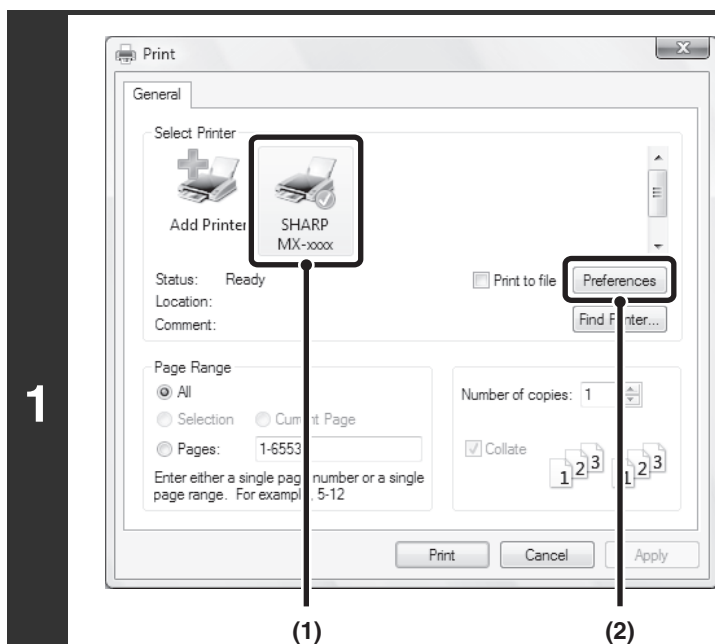 1
Print
X
General
Select Printer
Add Printer
SHARP
MX-xxxx
Status: Ready
Location:
Comment:
Print to file
Preferences
Find Printer...
Page Range
All
Selection
Current Page
Pages: 1-6553
Enter either a single page number or a single
page range. For example, 5-12
Number of copies: 1
Collate
1 2 3
1 2 3
Print
Cancel
Apply
(1)
(2)